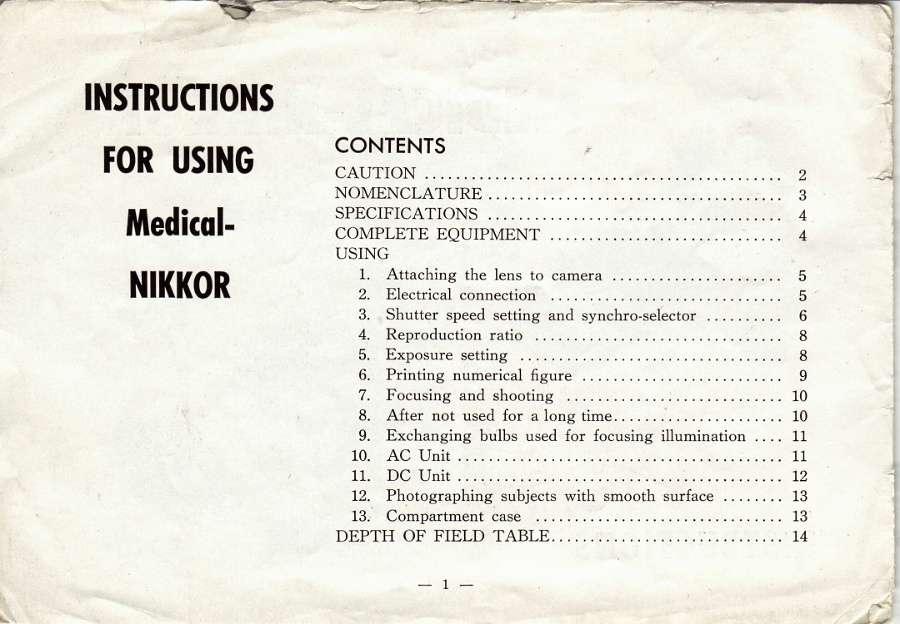 INSTRUCTIONS
FOR USING
Medical-
NIKKOR
CONTENTS
CAUTION ............................................. 2
NOMENCLATURE ...................................... 3
SPECIFICATIONS ...................................... 4
COMPLETE EQUIPMENT .............................. 4
USING
1. Attaching the lens to camera ...................... 5
2. Electrical connection .............................. 5
3. Shutter speed setting and synchro-selector .......... 6
4. Reproduction ratio ................................ 8
5. Exposure setting .................................. 8
6. Printing numerical figure .......................... 9
7. Focusing and shooting ............................ 10
8. After not used for a long time...................... 10
9. Exchanging bulbs used for focusing illumination .... 11
10. AC Unit .......................................... 11
11. DC Unit .......................................... 12
12. Photographing subjects with smooth surface ........ 13
13. Compartment case ................................ 13
DEPTH OF FIELD TABLE.............................. 14
— 1 —